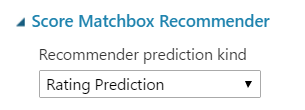 Score Matchbox Recommender
Recommender prediction kind
Rating Prediction